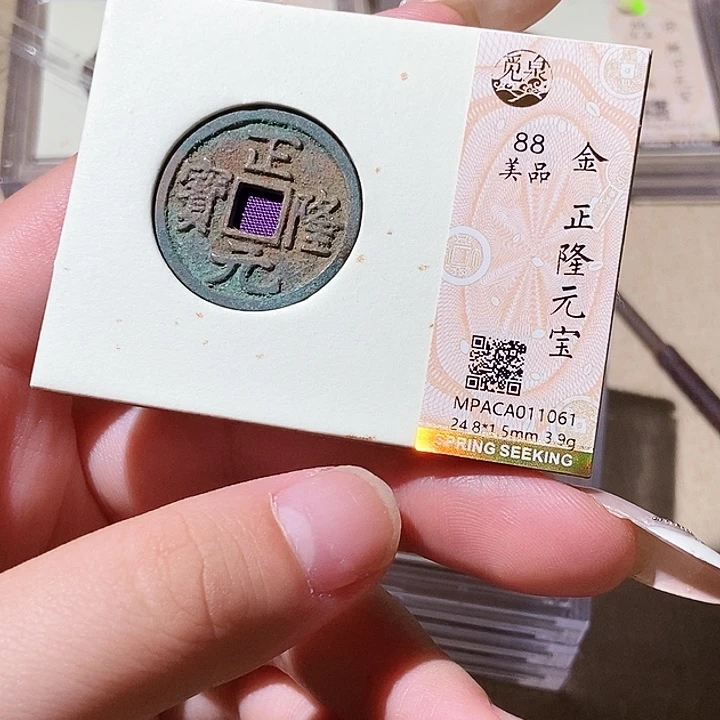 正隆元寶
觅泉
88
美品
金 正隆元宝
MPACA011061
24.8*1.5mm 3.9g
SPRING SEEKING